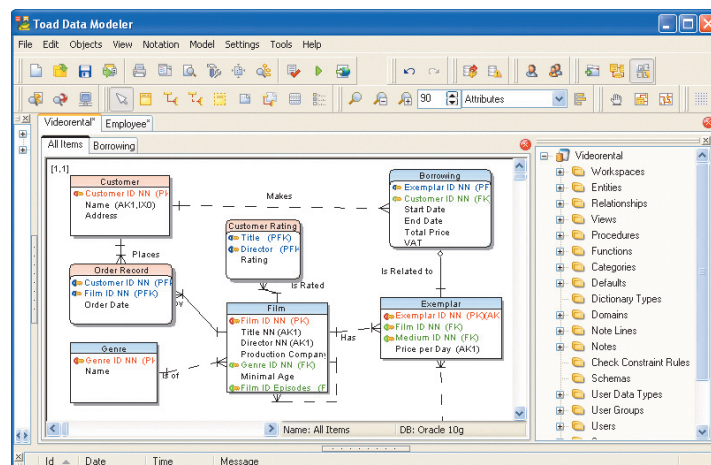 Toad Data Modeler
File Edit Objects View Notation Model Settings Tools Help
90 Attributes
Videorental* Employee*
All Items Borrowing
[1.1]
Customer
Customer ID NN (PK
Name (AK1,IX0)
Address
Makes
Borrowing
Exemplar ID NN (PF
Customer ID NN (FK
Start Date
End Date
Total Price
VAT
Places
Customer Rating
Title (PFK)
Director (PFK)
Rating
Order Record
Customer ID NN (PF
Film ID NN (PFK)
Order Date
Is Rated
Is Related to
Film
Film ID NN (PK)
Title NN (AK1)
Director NN (AK1)
Production Company
Genre ID NN (FK)
Minimal Age
Film ID Episodes (F
Has
Exemplar
Exemplar ID NN (PK)(AK
Film ID NN (FK)
Medium ID NN (FK)
Price per Day (AK1)
Genre
Genre ID NN (PK
Name
Is of
Name: All Items DB: Oracle 10g
Videorental
Workspaces
Entities
Relationships
Views
Procedures
Functions
Categories
Defaults
Dictionary Types
Domains
Note Lines
Notes
Check Constraint Rules
Schemas
User Data Types
User Groups
Users
Id Date Time Message